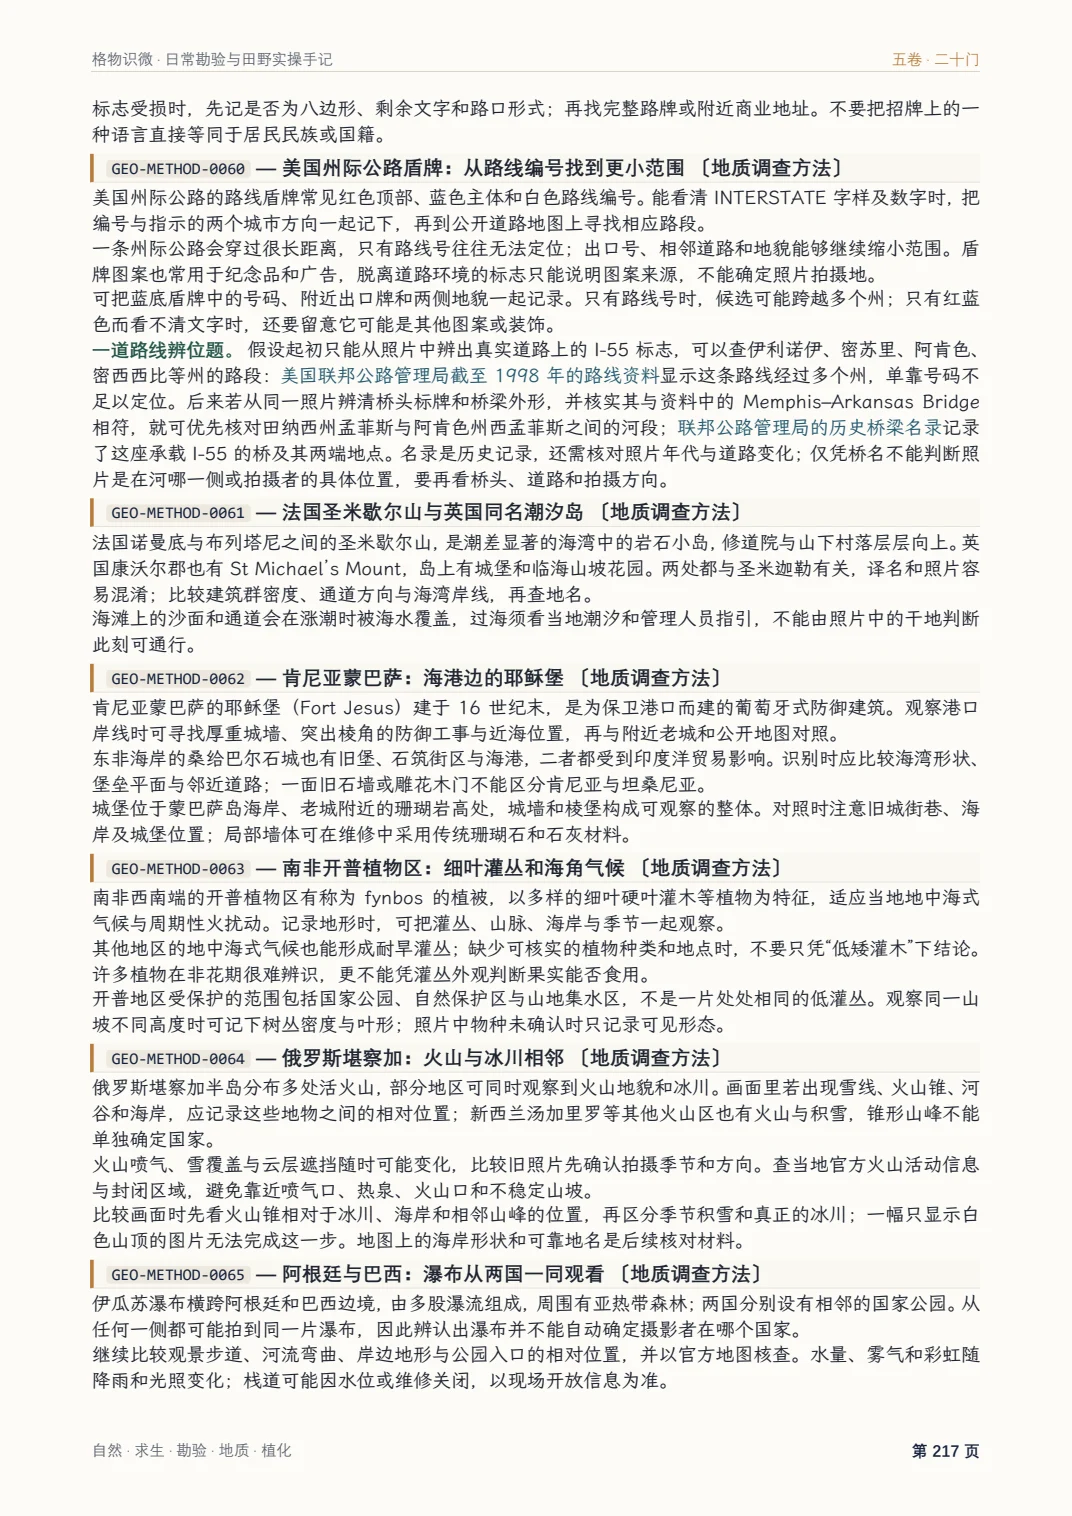 格物识微 · 日常勘验与田野实操手记
五卷 · 二十门
标志受损时，先记是否为八边形、剩余文字和路口形式；再找完整路牌或附近商业地址。不要把招牌上的一
种语言直接等同于居民民族或国籍。
GEO-METHOD-0060 — 美国州际公路盾牌：从路线编号找到更小范围 〔地质调查方法〕
美国州际公路的路线盾牌常见红色顶部、蓝色主体和白色路线编号。能看清 INTERSTATE 字样及数字时，把
编号与指示的两个城市方向一起记下，再到公开道路地图上寻找相应路段。
一条州际公路会穿过很长距离，只有路线号往往无法定位；出口号、相邻道路和地貌能够继续缩小范围。盾
牌图案也常用于纪念品和广告，脱离道路环境的标志只能说明图案来源，不能确定照片拍摄地。
可把蓝底盾牌中的号码、附近出口牌和两侧地貌一起记录。只有路线号时，候选可能跨越多个州；只有红蓝
色而看不清文字时，还要留意它可能是其他图案或装饰。
一道路线辨位题。 假设起初只能从照片中辨出真实道路上的 I-55 标志，可以查伊利诺伊、密苏里、阿肯色、
密西西比等州的路段：美国联邦公路管理局截至 1998 年的路线资料显示这条路线经过多个州，单靠号码不
足以定位。后来若从同一照片辨清桥头标牌和桥梁外形，并核实其与资料中的 Memphis–Arkansas Bridge
相符，就可优先核对田纳西州孟菲斯与阿肯色州西孟菲斯之间的河段；联邦公路管理局的历史桥梁名录记录
了这座承载 I-55 的桥及其两端地点。名录是历史记录，还需核对照片年代与道路变化；仅凭桥名不能判断照
片是在河哪一侧或拍摄者的具体位置，要再看桥头、道路和拍摄方向。
GEO-METHOD-0061 — 法国圣米歇尔山与英国同名潮汐岛 〔地质调查方法〕
法国诺曼底与布列塔尼之间的圣米歇尔山，是潮差显著的海湾中的岩石小岛，修道院与山下村落层层向上。英
国康沃尔郡也有 St Michael’s Mount，岛上有城堡和临海山坡花园。两处都与圣米迦勒有关，译名和照片容
易混淆；比较建筑群密度、通道方向与海湾岸线，再查地名。
海滩上的沙面和通道会在涨潮时被海水覆盖，过海须看当地潮汐和管理人员指引，不能由照片中的干地判断
此刻可通行。
GEO-METHOD-0062 — 肯尼亚蒙巴萨：海港边的耶稣堡 〔地质调查方法〕
肯尼亚蒙巴萨的耶稣堡（Fort Jesus）建于 16 世纪末，是为保卫港口而建的葡萄牙式防御建筑。观察港口
岸线时可寻找厚重城墙、突出棱角的防御工事与近海位置，再与附近老城和公开地图对照。
东非海岸的桑给巴尔石城也有旧堡、石筑街区与海港，二者都受到印度洋贸易影响。识别时应比较海湾形状、
堡垒平面与邻近道路；一面旧石墙或雕花木门不能区分肯尼亚与坦桑尼亚。
城堡位于蒙巴萨岛海岸、老城附近的珊瑚岩高处，城墙和棱堡构成可观察的整体。对照时注意旧城街巷、海
岸及城堡位置；局部墙体可在维修中采用传统珊瑚石和石灰材料。
GEO-METHOD-0063 — 南非开普植物区：细叶灌丛和海角气候 〔地质调查方法〕
南非西南端的开普植物区有称为 fynbos 的植被，以多样的细叶硬叶灌木等植物为特征，适应当地地中海式
气候与周期性火扰动。记录地形时，可把灌丛、山脉、海岸与季节一起观察。
其他地区的地中海式气候也能形成耐旱灌丛；缺少可核实的植物种类和地点时，不要只凭“低矮灌木”下结论。
许多植物在非花期很难辨识，更不能凭灌丛外观判断果实能否食用。
开普地区受保护的范围包括国家公园、自然保护区与山地集水区，不是一片处处相同的低灌丛。观察同一山
坡不同高度时可记下树丛密度与叶形；照片中物种未确认时只记录可见形态。
GEO-METHOD-0064 — 俄罗斯堪察加：火山与冰川相邻 〔地质调查方法〕
俄罗斯堪察加半岛分布多处活火山，部分地区可同时观察到火山地貌和冰川。画面里若出现雪线、火山锥、河
谷和海岸，应记录这些地物之间的相对位置；新西兰汤加里罗等其他火山区也有火山与积雪，锥形山峰不能
单独确定国家。
火山喷气、雪覆盖与云层遮挡随时可能变化，比较旧照片先确认拍摄季节和方向。查当地官方火山活动信息
与封闭区域，避免靠近喷气口、热泉、火山口和不稳定山坡。
比较画面时先看火山锥相对于冰川、海岸和相邻山峰的位置，再区分季节积雪和真正的冰川；一幅只显示白
色山顶的图片无法完成这一步。地图上的海岸形状和可靠地名是后续核对材料。
GEO-METHOD-0065 — 阿根廷与巴西：瀑布从两国一同观看 〔地质调查方法〕
伊瓜苏瀑布横跨阿根廷和巴西边境，由多股瀑流组成，周围有亚热带森林；两国分别设有相邻的国家公园。从
任何一侧都可能拍到同一片瀑布，因此辨认出瀑布并不能自动确定摄影者在哪个国家。
继续比较观景步道、河流弯曲、岸边地形与公园入口的相对位置，并以官方地图核查。水量、雾气和彩虹随
降雨和光照变化；栈道可能因水位或维修关闭，以现场开放信息为准。
自然 · 求生 · 勘验 · 地质 · 植化
第 217 页